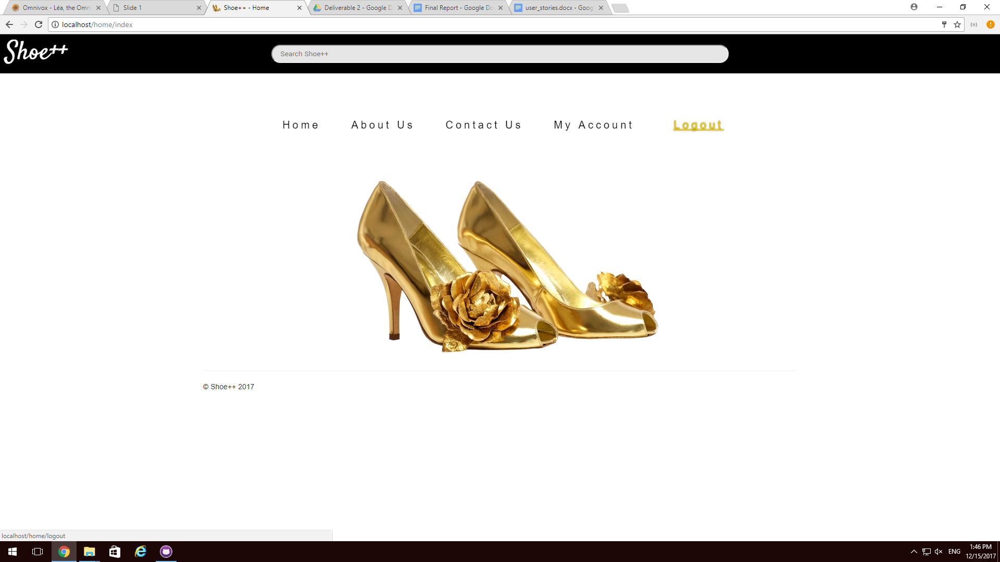 Omnivox - Léa, the Omn
Slide 1
Shoe++ - Home
Deliverable 2 - Google D
Final Report - Google Do
user_stories.docx - Goog
localhost/home/index
Shoe++
Search Shoe++
Home
About Us
Contact Us
My Account
Logout
© Shoe++ 2017
localhost/home/logout
ENG
1:46 PM
12/15/2017